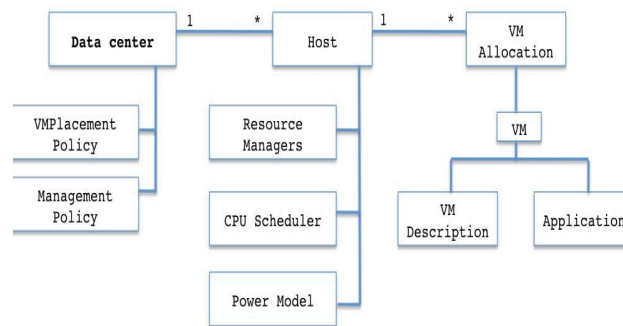 1 * 1 *
Data center
Host
VM
Allocation
VMPlacement
Policy
Resource
Managers
VM
Management
Policy
CPU Scheduler
VM
Description
Application
Power Model